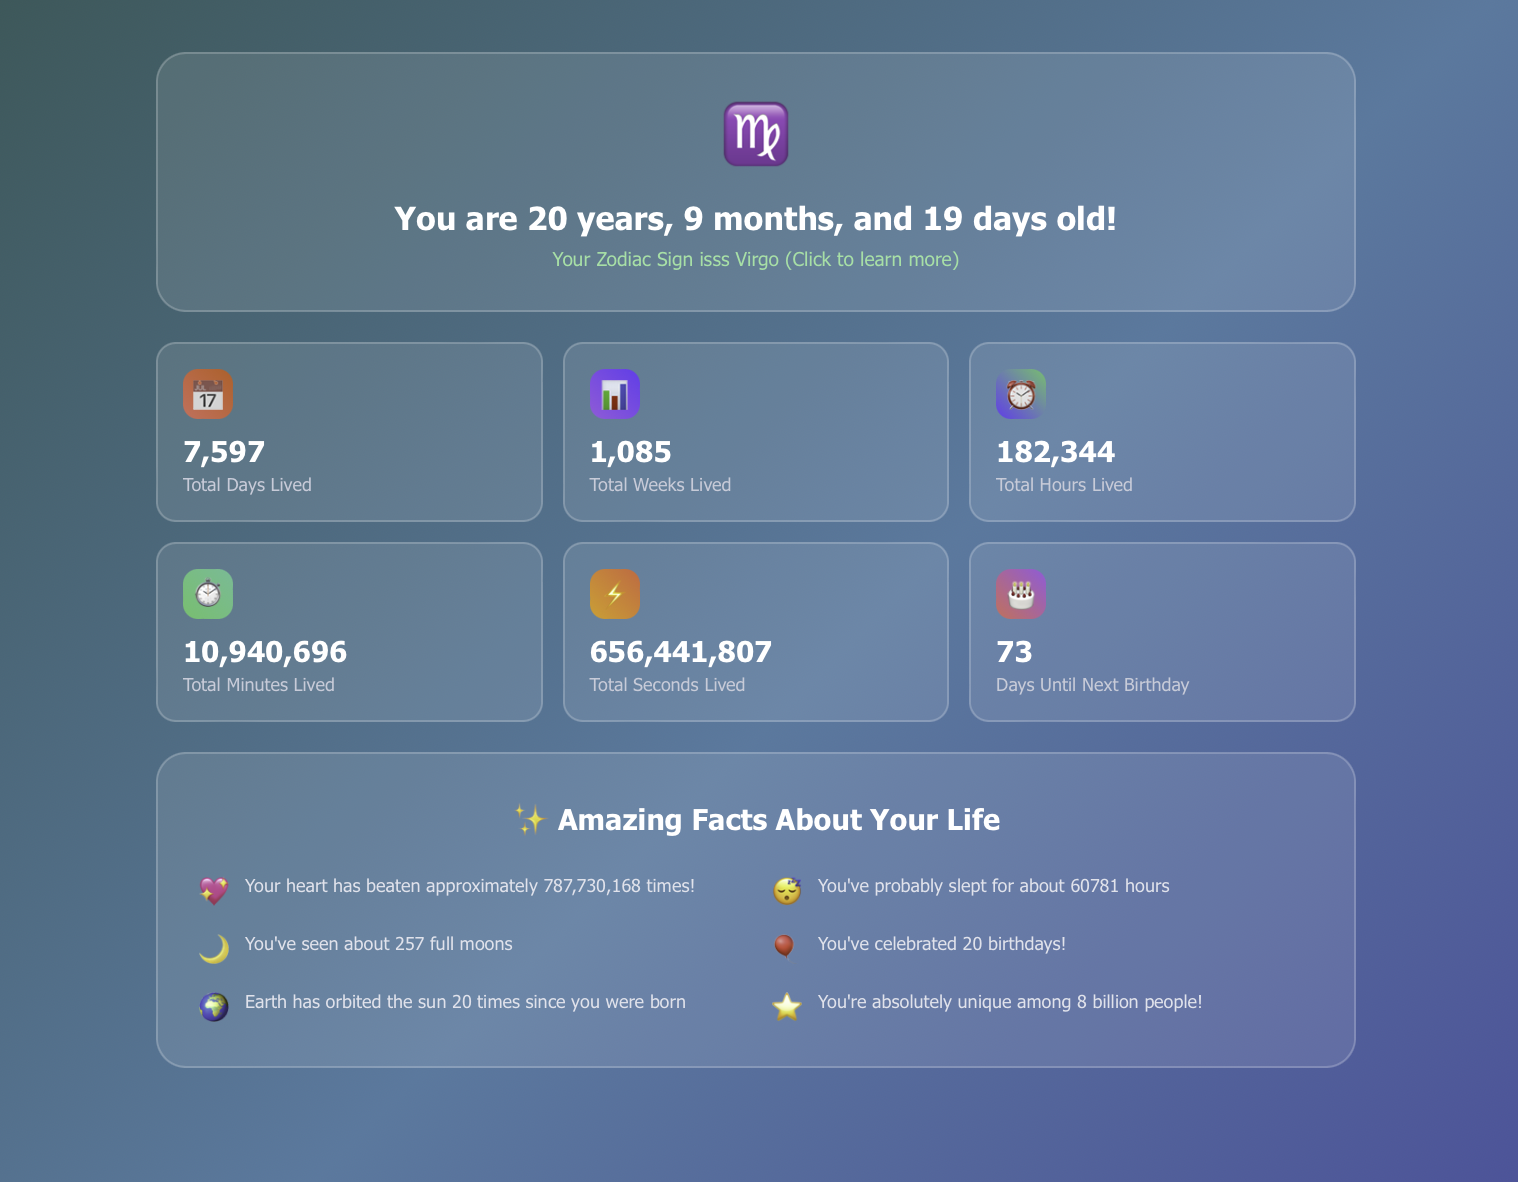 You are 20 years, 9 months, and 19 days old!
Your Zodiac Sign isss Virgo (Click to learn more)
17
7,597
Total Days Lived
1,085
Total Weeks Lived
182,344
Total Hours Lived
10,940,696
Total Minutes Lived
656,441,807
Total Seconds Lived
73
Days Until Next Birthday
✨ Amazing Facts About Your Life
Your heart has beaten approximately 787,730,168 times!
You've probably slept for about 60781 hours
You've seen about 257 full moons
You've celebrated 20 birthdays!
Earth has orbited the sun 20 times since you were born
You're absolutely unique among 8 billion people!